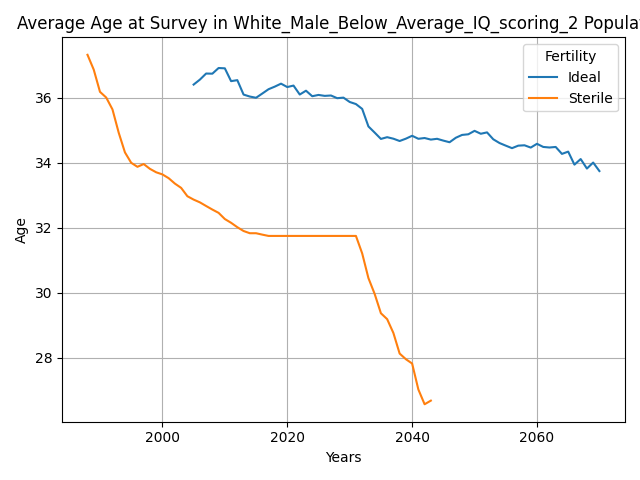 Average Age at Survey in White_Male_Below_Average_IQ_scoring_2 Popula
Fertility
Ideal
Sterile
Age
36
34
32
30
28
2000 2020 2040 2060
Years